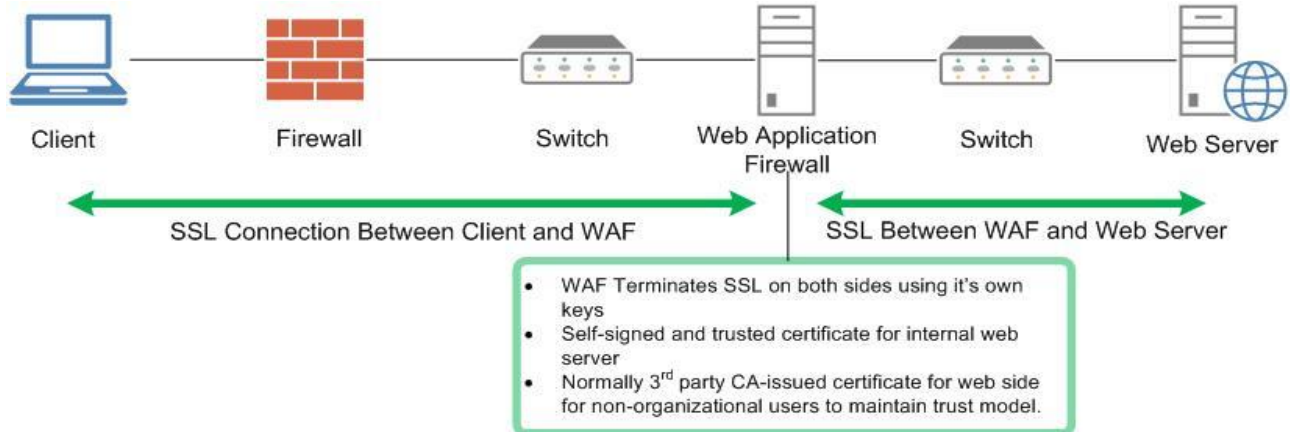 Client
Firewall
Switch
Web Application
Firewall
Switch
Web Server
SSL Connection Between Client and WAF
SSL Between WAF and Web Server
• WAF Terminates SSL on both sides using it's own
keys
• Self-signed and trusted certificate for internal web
server
• Normally 3rd party CA-issued certificate for web side
for non-organizational users to maintain trust model.